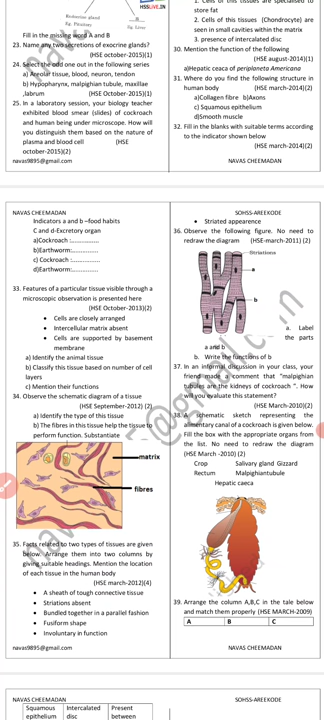 Reduction gland
Eg. Pituitary
B
Eg. Liver
HSSLIVE.IN
Fill in the missing word A and B
23. Name any two secretions of exocrine glands?
(HSE october-2015)(1)
24. Select the odd one out in the following series
a) Areolar tissue, blood, neuron, tendon
b) Hypopharynx, malphigian tubule, maxillae
,labrum (HSE October-2015)(1)
25. In a laboratory session, your biology teacher
exhibited blood smear (slides) of cockroach
and human being under microscope. How will
you distinguish them based on the nature of
plasma and blood cell (HSE
october-2015)(2)
navas9895@gmail.com
1. Cells of this tissues are specialised to
store fat
2. Cells of this tissues (Chondrocyte) are
seen in small cavities within the matrix
3. presence of intercalated disc
30. Mention the function of the following
(HSE august-2014)(1)
a)Hepatic ceaca of periplaneta Americana
31. Where do you find the following structure in
human body (HSE march-2014)(2)
a)Collagen fibre b)Axons
c) Squamous epithelium
d)Smooth muscle
32. Fill in the blanks with suitable terms according
to the indicator shown below
(HSE march-2014)(2)
NAVAS CHEEMADAN
NAVAS CHEEMADAN
Indicators a and b –food habits
C and d-Excretory organ
a)Cockroach :...............
b)Earthworm:...............
c) Cockroach :...............
d)Earthworm:...............
33. Features of a particular tissue visible through a
microscopic observation is presented here
(HSE October-2013)(2)
• Cells are closely arranged
• Intercellular matrix absent
• Cells are supported by basement
membrane
a) Identify the animal tissue
b) Classify this tissue based on number of cell
layers
c) Mention their functions
34. Observe the schematic diagram of a tissue
(HSE September-2012) (2)
a) Identify the type of this tissue
b) The fibres in this tissue help the tissue to
perform function. Substantiate
matrix
fibres
35. Facts related to two types of tissues are given
below. Arrange them into two columns by
giving suitable headings. Mention the location
of each tissue in the human body
(HSE march-2012)(4)
• A sheath of tough connective tissue
• Striations absent
• Bundled together in a parallel fashion
• Fusiform shape
• Involuntary in function
navas9895@gmail.com
SOHSS-AREEKODE
• Striated appearence
36. Observe the following figure. No need to
redraw the diagram (HSE-march-2011) (2)
Striations
a
b
a. Label
the parts
a and b
b. Write the functions of b
37. In an informal discussion in your class, your
friend made a comment that "malpighian
tubules are the kidneys of cockroach ". How
will you evaluate this statement?
(HSE March-2010)(2)
38. A schematic sketch representing the
alimentary canal of a cockroach is given below.
Fill the box with the appropriate organs from
the list. No need to redraw the diagram
(HSE March -2010) (2)
Crop Salivary gland Gizzard
Rectum Malpighiantubule
Hepatic caeca
39. Arrange the column A,B,C in the tale below
and match them properly (HSE MARCH-2009)
A B C
NAVAS CHEEMADAN
NAVAS CHEEMADAN
SOHSS-AREEKODE
Squamous Intercalated Present
epithelium disc between